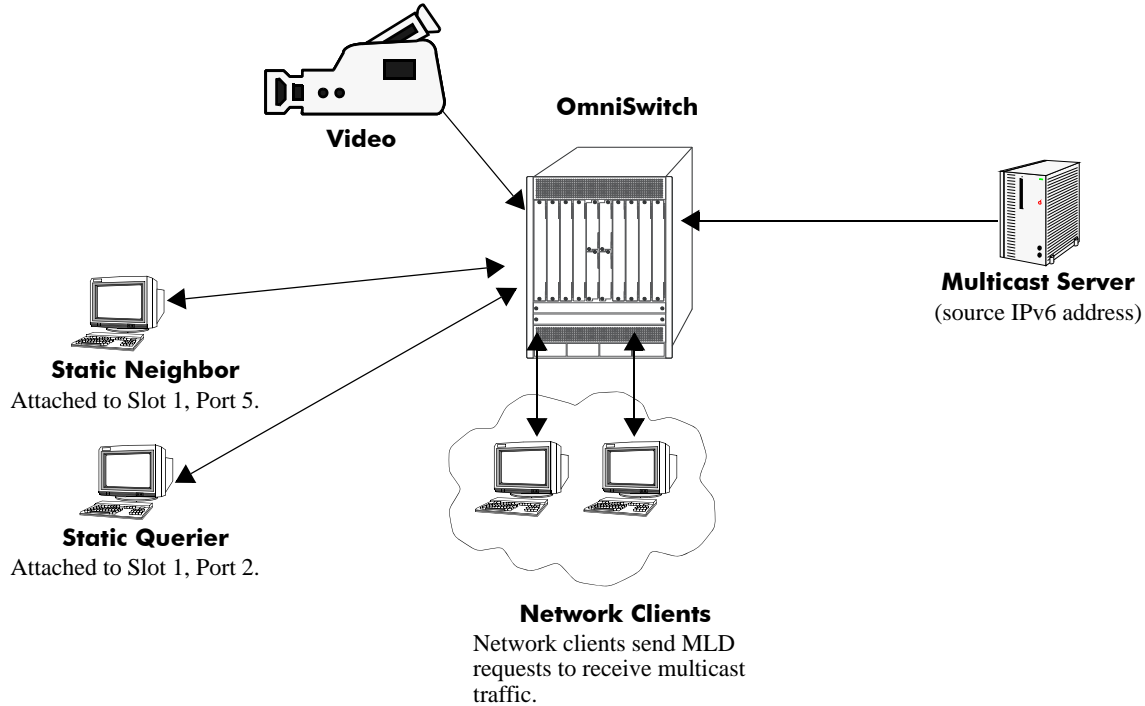 OmniSwitch
Video
Multicast Server
(source IPv6 address)
Static Neighbor
Attached to Slot 1, Port 5.
Static Querier
Attached to Slot 1, Port 2.
Network Clients
Network clients send MLD
requests to receive multicast
traffic.